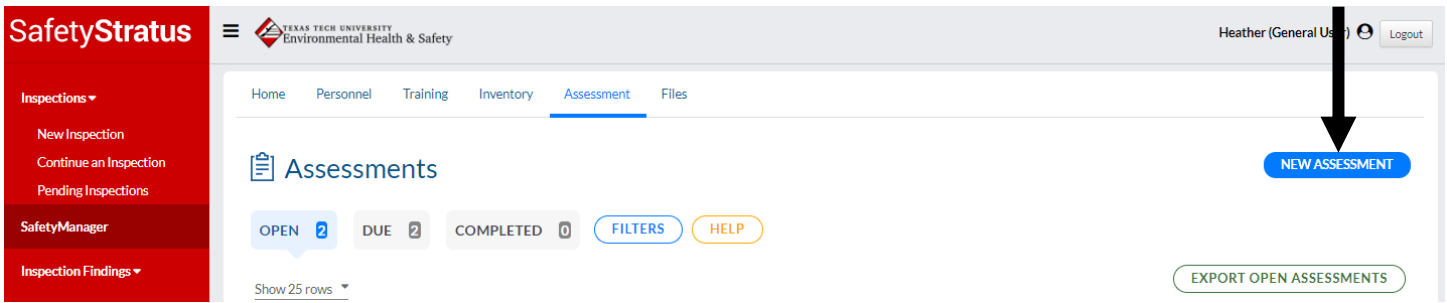 SafetyStratus
TEXAS TECH UNIVERSITY
Environmental Health & Safety
Heather (General User)
Logout
Inspections
New Inspection
Continue an Inspection
Pending Inspections
SafetyManager
Inspection Findings
Home Personnel Training Inventory Assessment Files
Assessments
NEW ASSESSMENT
OPEN 2 DUE 2 COMPLETED 0 FILTERS HELP
Show 25 rows
EXPORT OPEN ASSESSMENTS